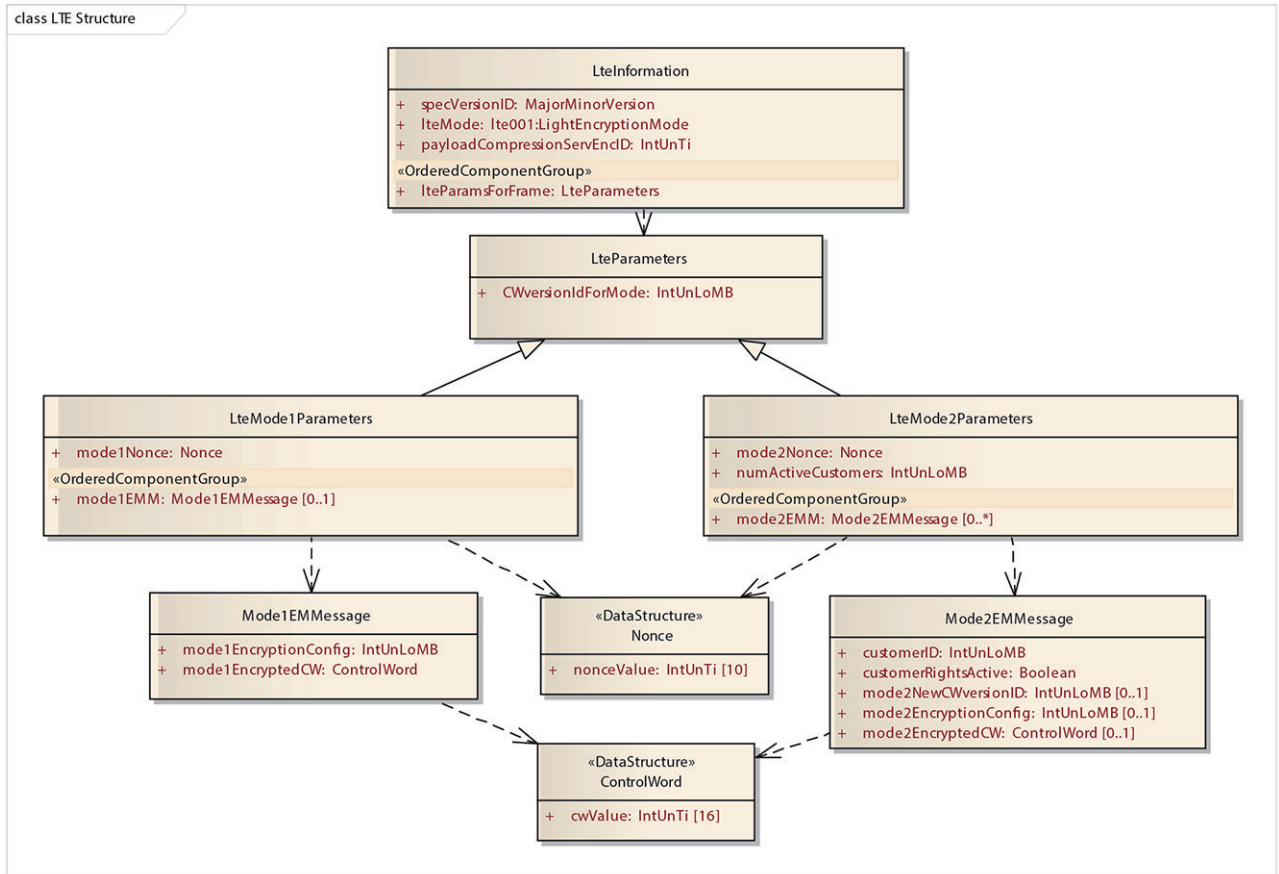 class LTE Structure
LteInformation
+ specVersionID: MajorMinorVersion
+ lteMode: lte001:LightEncryptionMode
+ payloadCompressionServEncID: IntUnTi
«OrderedComponentGroup»
+ lteParamsForFrame: LteParameters
LteParameters
+ CWversionIdForMode: IntUnLoMB
LteMode1Parameters
+ mode1Nonce: Nonce
«OrderedComponentGroup»
+ mode1EMM: Mode1EMMessage [0..1]
LteMode2Parameters
+ mode2Nonce: Nonce
+ numActiveCustomers: IntUnLoMB
«OrderedComponentGroup»
+ mode2EMM: Mode2EMMessage [0..*]
Mode1EMMessage
+ mode1EncryptionConfig: IntUnLoMB
+ mode1EncryptedCW: ControlWord
«DataStructure»
Nonce
+ nonceValue: IntUnTi [10]
Mode2EMMessage
+ customerID: IntUnLoMB
+ customerRightsActive: Boolean
+ mode2NewCWversionID: IntUnLoMB [0..1]
+ mode2EncryptionConfig: IntUnLoMB [0..1]
+ mode2EncryptedCW: ControlWord [0..1]
«DataStructure»
ControlWord
+ cwValue: IntUnTi [16]